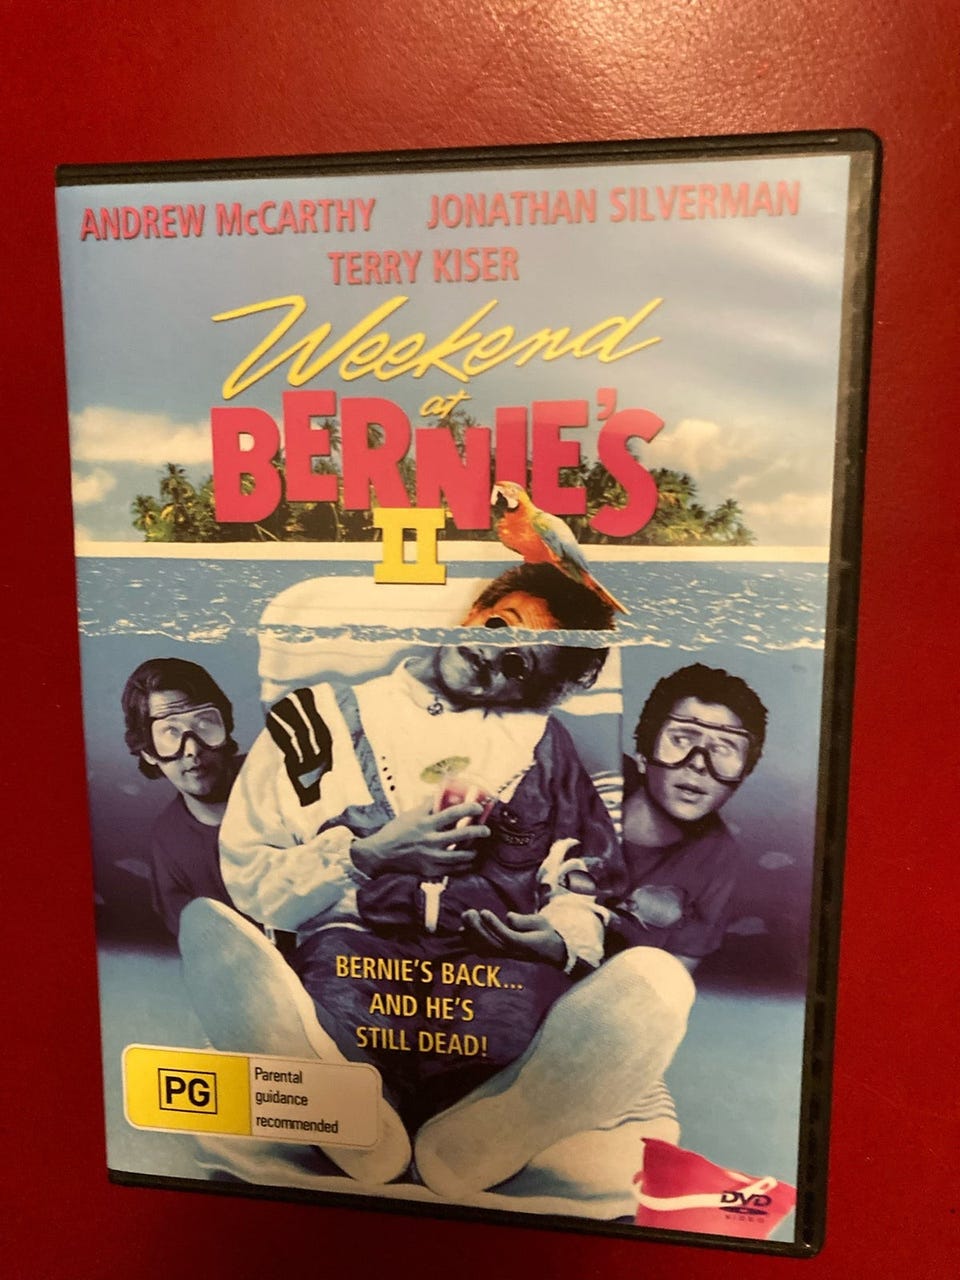 ANDREW McCARTHY JONATHAN SILVERMAN
TERRY KISER
Weekend
at
BERNIE'S
II
BERNIE'S BACK...
AND HE'S
STILL DEAD!
PG
Parental
guidance
recommended
DVD
VIDEO